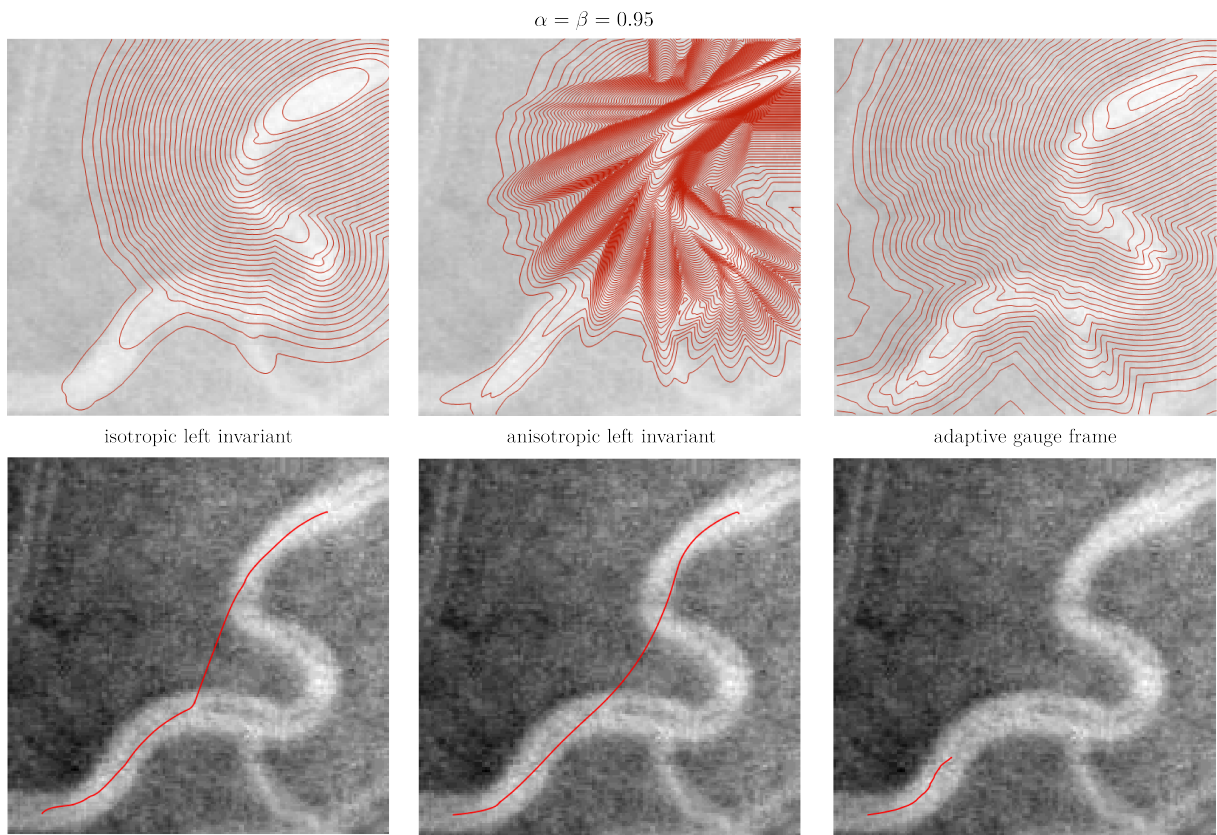 α = β = 0.95
isotropic left invariant
anisotropic left invariant
adaptive gauge frame